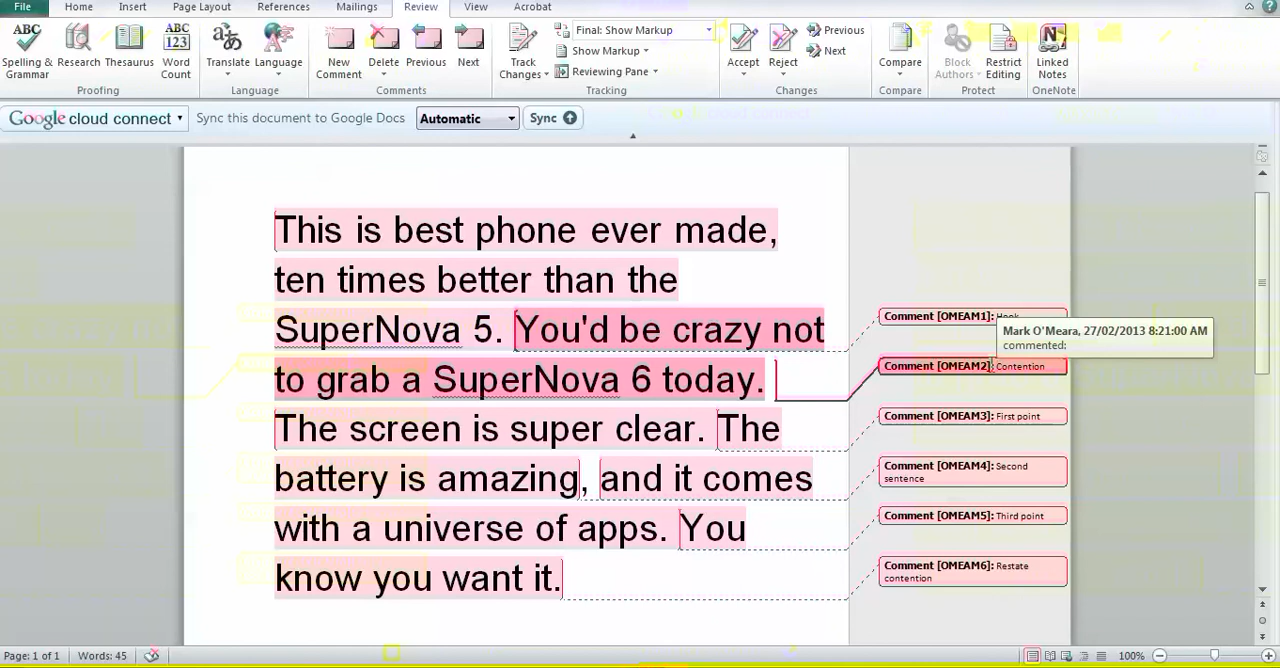 File Home Insert Page Layout References Mailings Review View Acrobat
ABC ABC 123
Spelling & Grammar Research Thesaurus Word Count Translate Language New Comment Delete Previous Next Track Changes Final: Show Markup Show Markup Reviewing Pane Accept Reject Previous Next Compare Block Authors Restrict Editing Linked Notes
Proofing Language Comments Tracking Changes Compare Protect OneNote
Google cloud connect Sync this document to Google Docs Automatic Sync
This is best phone ever made,
ten times better than the
SuperNova 5. You'd be crazy not
to grab a SuperNova 6 today.
The screen is super clear. The
battery is amazing, and it comes
with a universe of apps. You
know you want it.
Comment [OMEAM1]:
Mark O'Meara, 27/02/2013 8:21:00 AM
commented:
Comment [OMEAM2]: Contention
Comment [OMEAM3]: First point
Comment [OMEAM4]: Second
sentence
Comment [OMEAM5]: Third point
Comment [OMEAM6]: Restate
contention
Page: 1 of 1 Words: 45 100%